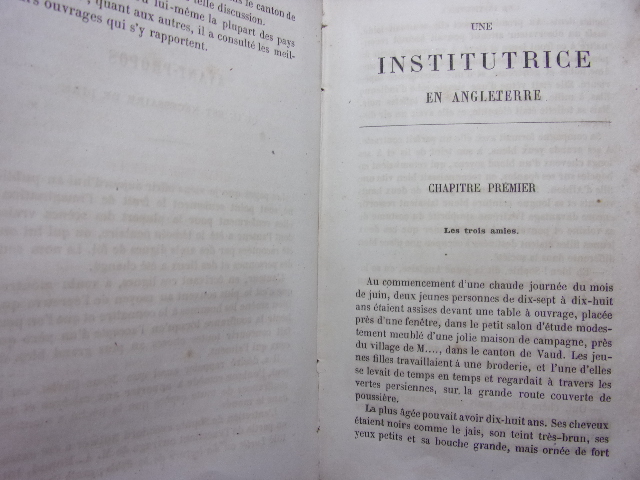 telle discussion.
lui-même la plupart des pays
quant aux autres, il a consulté les meil-
ouvrages qui s'y rapportent.
UNE
INSTITUTRICE
EN ANGLETERRE
CHAPITRE PREMIER
Les trois amies.
Au commencement d'une chaude journée du mois
de juin, deux jeunes personnes de dix-sept à dix-huit
ans étaient assises devant une table à ouvrage, placée
près d'une fenêtre, dans le petit salon d'étude modes-
tement meublé d'une jolie maison de campagne, près
du village de M...., dans le canton de Vaud. Les jeu-
nes filles travaillaient à une broderie, et l'une d'elles
se levait de temps en temps et regardait à travers les
vertes persiennes, sur la grande route couverte de
poussière.
La plus âgée pouvait avoir dix-huit ans. Ses cheveux
étaient noirs comme le jais, son teint très-brun, ses
yeux petits et sa bouche grande, mais ornée de fort